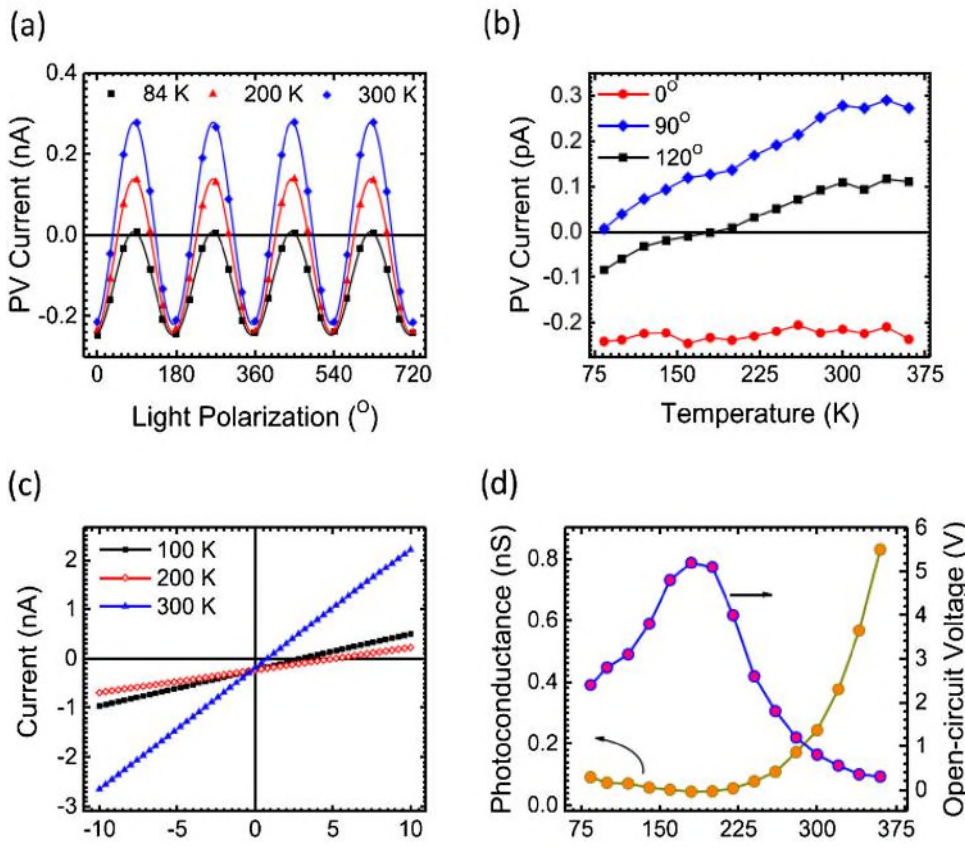 (a)
0.4
0.2
0.0
-0.2
PV Current (nA)
84 K
200 K
300 K
0
180
360
540
720
Light Polarization (O)
(b)
0.3
0.2
0.1
0.0
-0.1
-0.2
PV Current (pA)
0O
90O
120O
75
150
225
300
375
Temperature (K)
(c)
2
1
0
-1
-2
-3
Current (nA)
100 K
200 K
300 K
-10
-5
0
5
10
(d)
0.8
0.6
0.4
0.2
0.0
Photoconductance (nS)
6
5
4
3
2
1
0
Open-circuit Voltage (V)
75
150
225
300
375